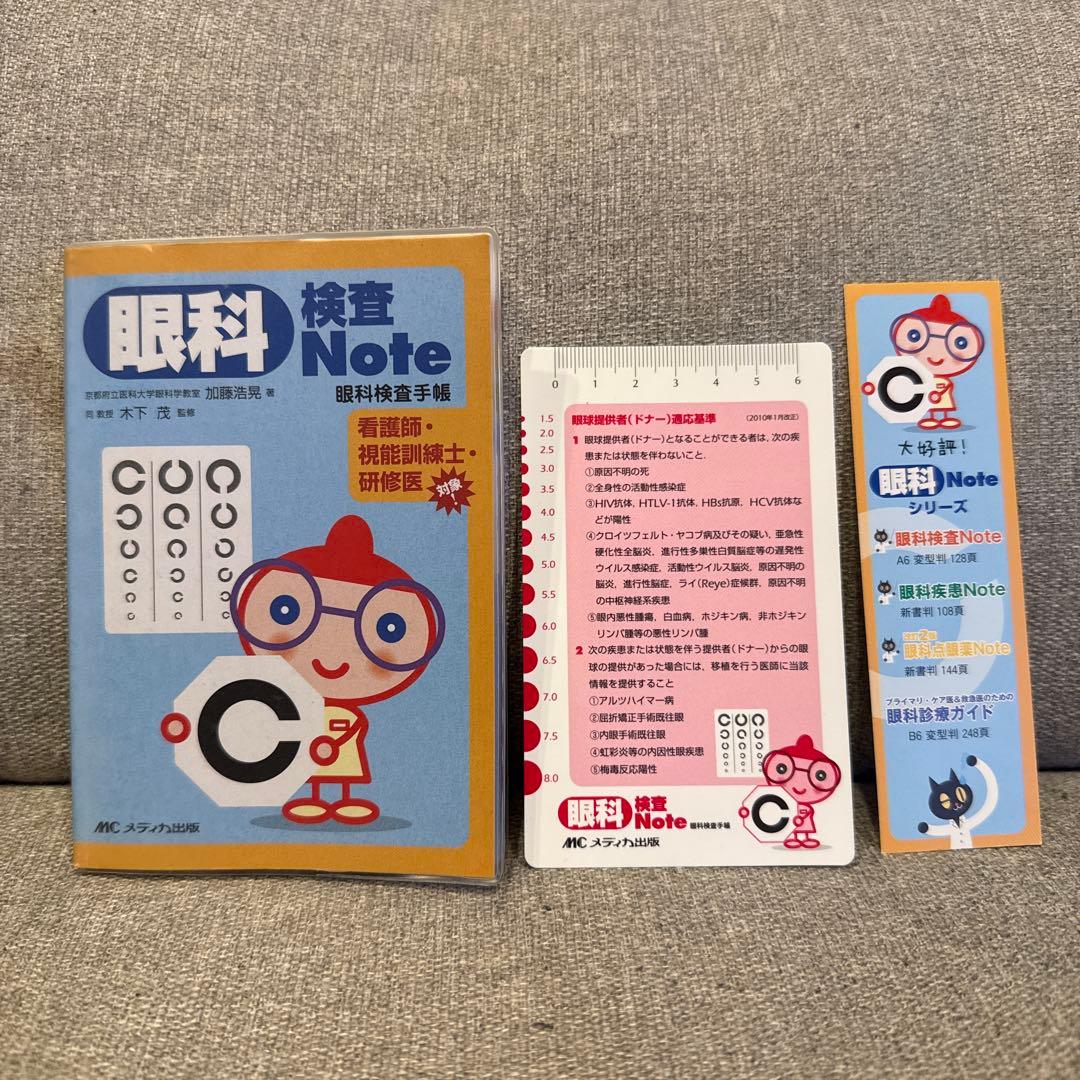 眼科
検査
Note
京都府立医科大学眼科学教室 加藤浩晃 著
同 教授 木下 茂 監修
眼科検査手帳
看護師・
視能訓練士・
研修医
対象!
MC メディカ出版
0 1 2 3 4 5 6
1.5
2.0
2.5
3.0
3.5
4.0
4.5
5.0
5.5
6.0
6.5
7.0
7.5
8.0
眼球提供者(ドナー)適応基準 (2010年1月改正)
1 眼球提供者(ドナー)となることができる者は、次の疾
患または状態を伴わないこと.
①原因不明の死
②全身性の活動性感染症
③HIV抗体, HTLV-1抗体, HBs抗原, HCV抗体な
どが陽性
④クロイツフェルト・ヤコブ病及びその疑い, 亜急性
硬化性全脳炎, 進行性多巣性白質脳症等の遅発性
ウイルス感染症, 活動性ウイルス脳炎, 原因不明の
脳炎, 進行性脳症, ライ(Reye)症候群, 原因不明
の中枢神経系疾患
⑤眼内悪性腫瘍, 白血病, ホジキン病, 非ホジキン
リンパ腫等の悪性リンパ腫
2 次の疾患または状態を伴う提供者(ドナー)からの眼
球の提供があった場合には, 移植を行う医師に当該
情報を提供すること
①アルツハイマー病
②屈折矯正手術既往眼
③内眼手術既往眼
④虹彩炎等の内因性眼疾患
⑤梅毒反応陽性
眼科
検査
Note 眼科検査手帳
MC メディカ出版
大好評!
眼科 Note
シリーズ
眼科検査Note
A6 変型判 128頁
眼科疾患Note
新書判 108頁
改訂2版
眼科点眼薬Note
新書判 144頁
プライマリ・ケア医&救急医のための
眼科診療ガイド
B6 変型判 248頁